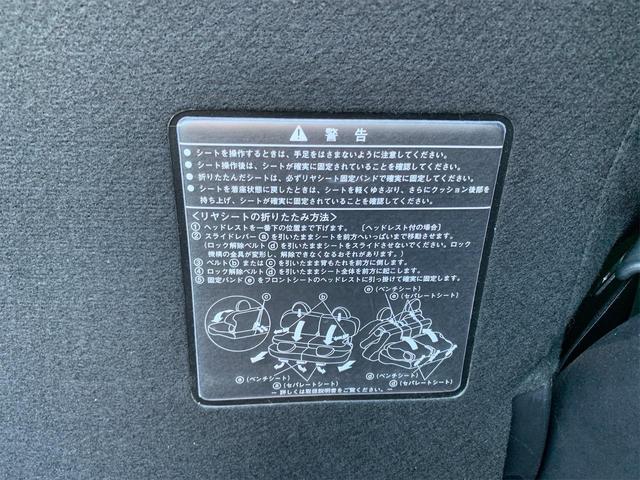 ⚠ 警告
● シートを操作するときは、手足をはさまないように注意してください。
● シート操作後は、シートが確実に固定されていることを確認してください。
● 折りたたんだシートは、必ずリヤシート固定バンドで確実に固定してください。
● シートを着座状態に戻したときは、シートを軽くゆさぶり、さらにクッション後部を
持ち上げ、シートが確実に固定されていることを確認してください。
<リヤシートの折りたたみ方法>
① ヘッドレストを一番下の位置まで下げます。 〔ヘッドレスト付の場合〕
② スライドレバーⓐを引いたままシートを前方へいっぱいまで移動させます。
(ロック解除ベルトⓓを引いたままシートをスライドさせないでください。ロック
機構の金具が変形し、解除できなくなるおそれがあります。)
③ ベルトⓑまたはⓒを引きながら背もたれを前方に倒します。
④ ロック解除ベルトⓓを引いたままシート全体を前方に起こします。
⑤ 固定バンドⓔをフロントシートのヘッドレストに引っ掛けて確実に固定します。
ⓔ(ベンチシート)
ⓒ ⓑ ⓔ(セパレートシート)
ⓐ(ベンチシート) ⓓ(ベンチシート)
ⓐ(セパレートシート) ⓓ(セパレートシート)
― 詳しくは取扱説明書をご覧ください。 ―